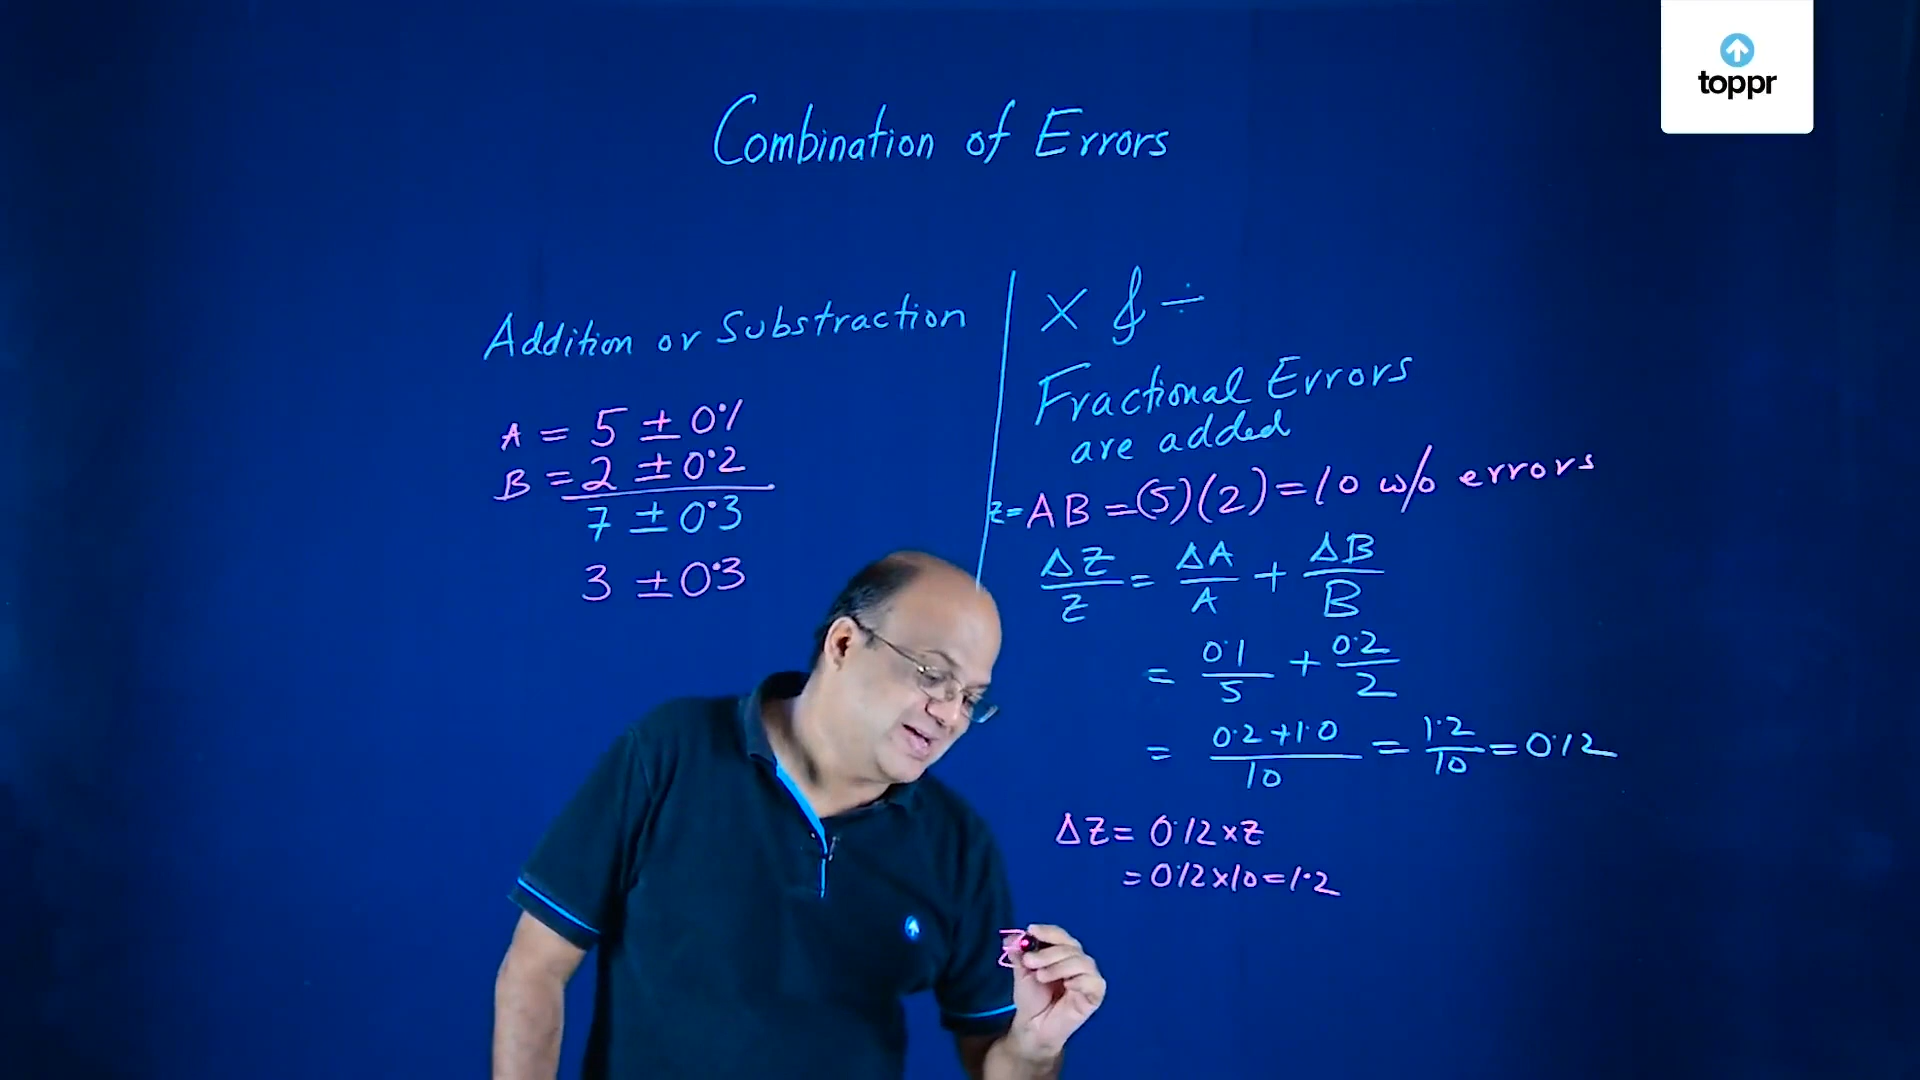 toppr
Combination of Errors
Addition or Substraction
A = 5 ± 0.1
B = 2 ± 0.2
7 ± 0.3
3 ± 0.3
× & ÷
Fractional Errors
are added
Z = AB = (5)(2) = 10 w/o errors
ΔZ/Z = ΔA/A + ΔB/B
= 0.1/5 + 0.2/2
= 0.2+1.0/10 = 1.2/10 = 0.12
ΔZ = 0.12 × Z
= 0.12 × 10 = 1.2
Z